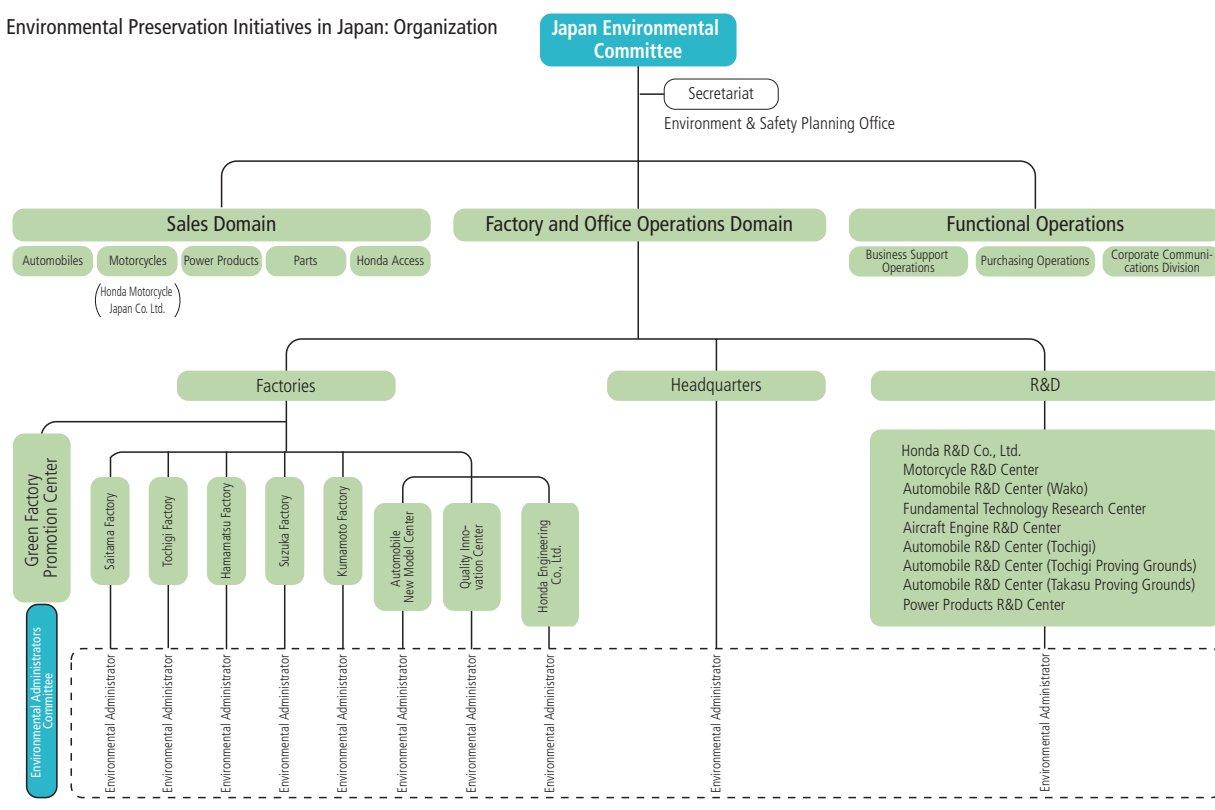 Environmental Preservation Initiatives in Japan: Organization
Japan Environmental
Committee
Secretariat
Environment & Safety Planning Office
Sales Domain
Factory and Office Operations Domain
Functional Operations
Automobiles
Motorcycles
Power Products
Parts
Honda Access
(Honda Motorcycle
Japan Co. Ltd.)
Business Support
Operations
Purchasing Operations
Corporate Communi-
cations Division
Factories
Headquarters
R&D
Green Factory
Promotion Center
Saitama Factory
Tochigi Factory
Hamamatsu Factory
Suzuka Factory
Kumamoto Factory
Automobile
New Model Center
Quality Inno-
vation Center
Honda Engineering
Co., Ltd.
Honda R&D Co., Ltd.
Motorcycle R&D Center
Automobile R&D Center (Wako)
Fundamental Technology Research Center
Aircraft Engine R&D Center
Automobile R&D Center (Tochigi)
Automobile R&D Center (Tochigi Proving Grounds)
Automobile R&D Center (Takasu Proving Grounds)
Power Products R&D Center
Environmental Administrators
Committee
Environmental Administrator
Environmental Administrator
Environmental Administrator
Environmental Administrator
Environmental Administrator
Environmental Administrator
Environmental Administrator
Environmental Administrator
Environmental Administrator
Environmental Administrator